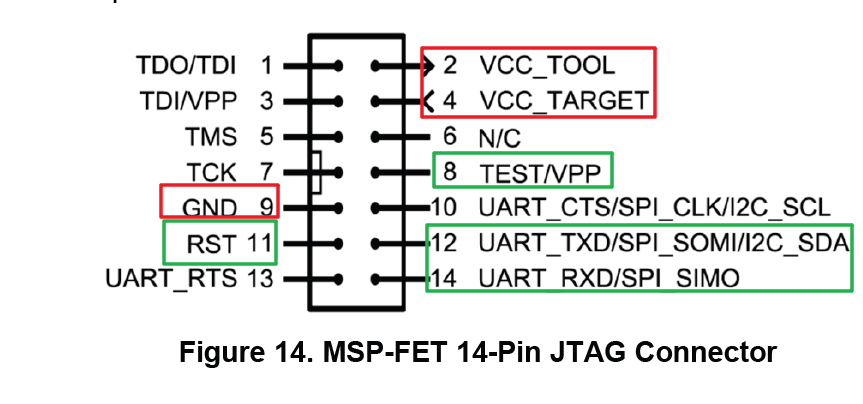 TDO/TDI 1 2 VCC_TOOL
TDI/VPP 3 4 VCC_TARGET
TMS 5 6 N/C
TCK 7 8 TEST/VPP
GND 9 10 UART_CTS/SPI_CLK/I2C_SCL
RST 11 12 UART_TXD/SPI_SOMI/I2C_SDA
UART_RTS 13 14 UART_RXD/SPI_SIMO
Figure 14. MSP-FET 14-Pin JTAG Connector